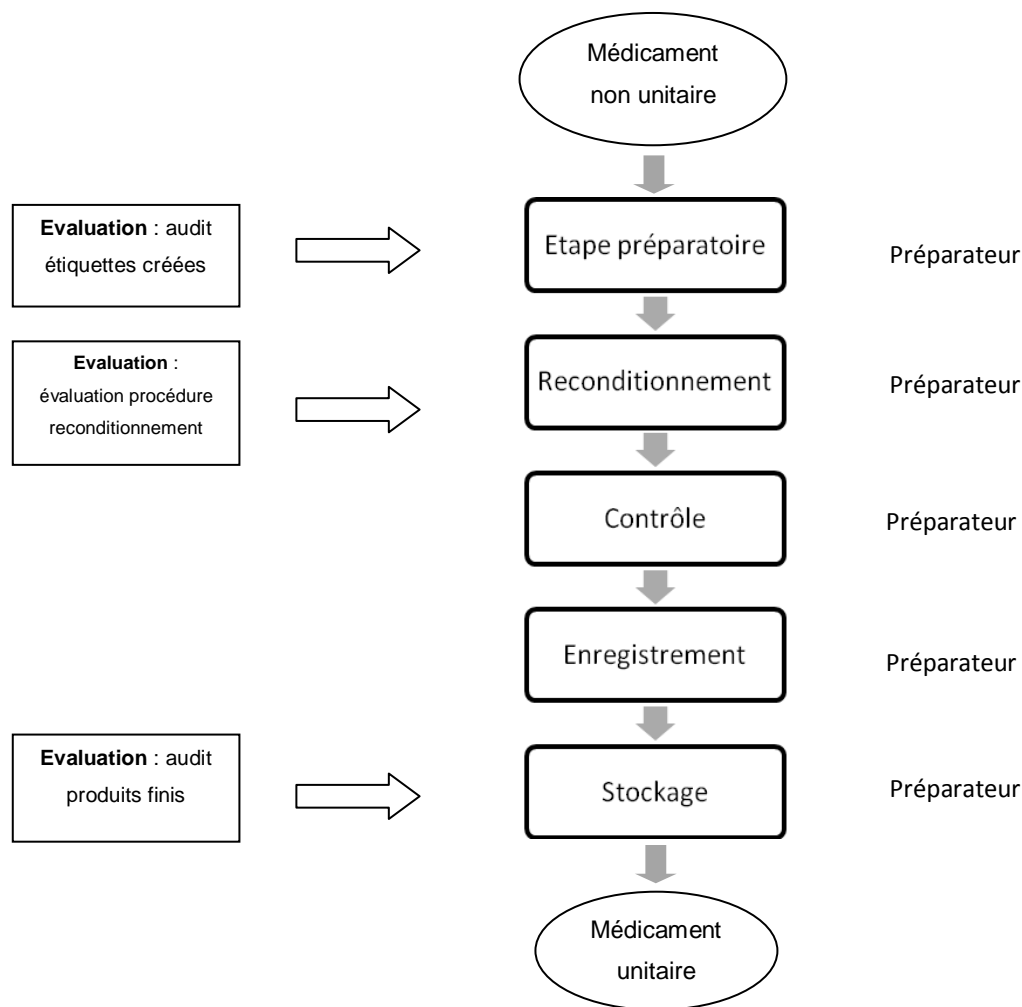 Médicament
non unitaire
Evaluation : audit
étiquettes créées
Etape préparatoire
Préparateur
Evaluation :
évaluation procédure
reconditionnement
Reconditionnement
Préparateur
Contrôle
Préparateur
Enregistrement
Préparateur
Evaluation : audit
produits finis
Stockage
Préparateur
Médicament
unitaire